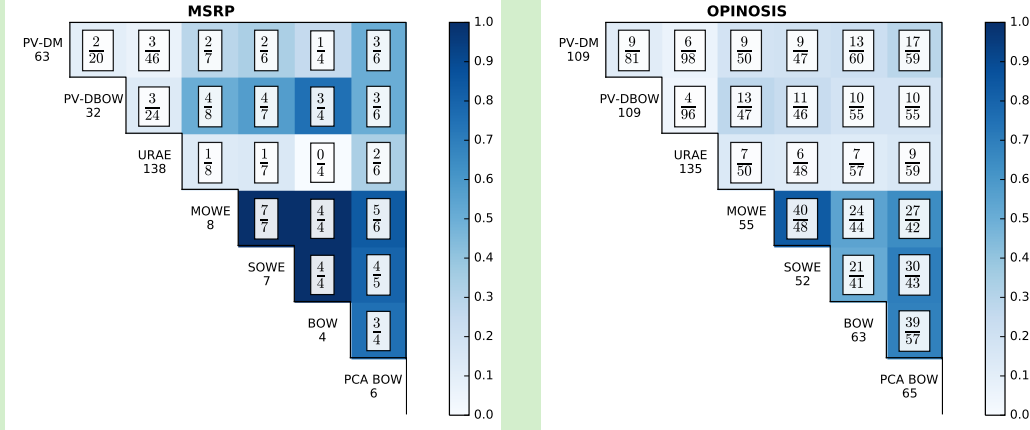 MSRP
PV-DM
63
2/20 3/46 2/7 2/6 1/4 3/6
PV-DBOW
32
3/24 4/8 4/7 3/4 3/6
URAE
138
1/8 1/7 0/4 2/6
MOWE
8
7/7 4/4 5/6
SOWE
7
4/4 4/5
BOW
4
3/4
PCA BOW
6
1.0
0.9
0.8
0.7
0.6
0.5
0.4
0.3
0.2
0.1
0.0
OPINOSIS
PV-DM
109
9/81 6/98 9/50 9/47 13/60 17/59
PV-DBOW
109
4/96 13/47 11/46 10/55 10/55
URAE
135
7/50 6/48 7/57 9/59
MOWE
55
40/48 24/44 27/42
SOWE
52
21/41 30/43
BOW
63
39/57
PCA BOW
65
1.0
0.9
0.8
0.7
0.6
0.5
0.4
0.3
0.2
0.1
0.0